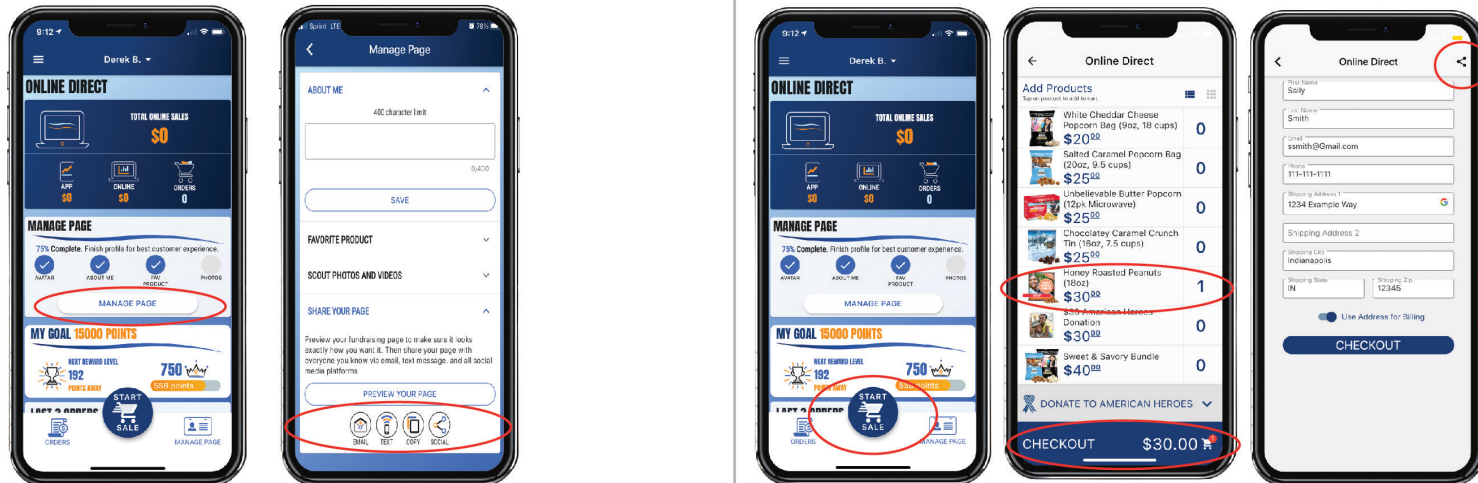 9:12
Derek B.
ONLINE DIRECT
TOTAL ONLINE SALES
$0
APP
$0
ONLINE
$0
ORDERS
0
MANAGE PAGE
75% Complete. Finish profile for best customer experience.
AVATAR
ABOUT ME
FAV
PRODUCT
PHOTOS
MANAGE PAGE
MY GOAL 15000 POINTS
NEXT REWARD LEVEL
192
POINTS AWAY
750
558 points
LAST 3 ORDERS
START
SALE
ORDERS
MANAGE PAGE
Sprint LTE
78%
Manage Page
ABOUT ME
400 character limit
0/400
SAVE
FAVORITE PRODUCT
SCOUT PHOTOS AND VIDEOS
SHARE YOUR PAGE
Preview your fundraising page to make sure it looks
exactly how you want it. Then share your page with
everyone you know via email, text message, and all social
media platforms.
PREVIEW YOUR PAGE
EMAIL TEXT COPY SOCIAL
9:12
Derek B.
ONLINE DIRECT
TOTAL ONLINE SALES
$0
APP
$0
ONLINE
$0
ORDERS
0
MANAGE PAGE
75% Complete. Finish profile for best customer experience.
AVATAR
ABOUT ME
FAV
PRODUCT
PHOTOS
MANAGE PAGE
MY GOAL 15000 POINTS
NEXT REWARD LEVEL
192
POINTS AWAY
750
558 points
LAST 3 ORDERS
START
SALE
ORDERS
MANAGE PAGE
Online Direct
Add Products
Tap on product to add to cart.
White Cheddar Cheese
Popcorn Bag (9oz, 18 cups)
$20.00
0
Salted Caramel Popcorn Bag
(20oz, 9.5 cups)
$25.00
0
Unbelievable Butter Popcorn
(12pk Microwave)
$25.00
0
Chocolatey Caramel Crunch
Tin (16oz, 7.5 cups)
$25.00
0
Honey Roasted Peanuts
(18oz)
$30.00
1
$30 American Heroes
Donation
$30.00
0
Sweet & Savory Bundle
$40.00
0
DONATE TO AMERICAN HEROES
CHECKOUT $30.00
Online Direct
First Name
Sally
Last Name
Smith
Email
ssmith@Gmail.com
Phone
111-111-1111
Shipping Address 1
1234 Example Way
G
Shipping Address 2
Shipping City
Indianapolis
Shipping State
IN
Shipping Zip
12345
Use Address for Billing
CHECKOUT